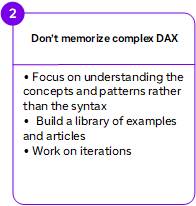 2
Don't memorize complex DAX
• Focus on understanding the
concepts and patterns rather
than the syntax
• Build a library of examples
and articles
• Work on iterations